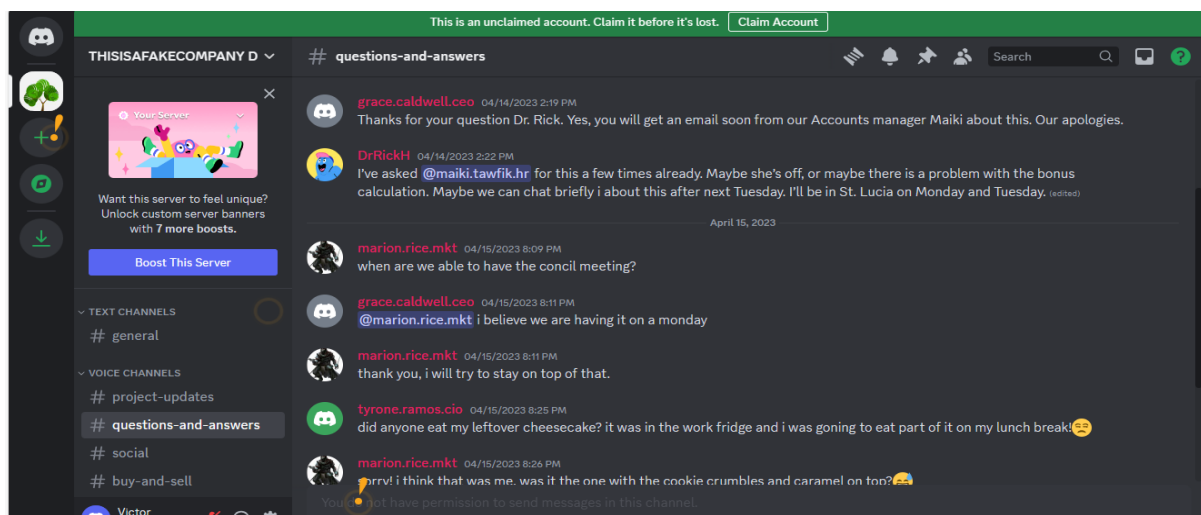 This is an unclaimed account. Claim it before it's lost. Claim Account
THISISAFAKECOMPANY D
# questions-and-answers
Search
Your Server
Want this server to feel unique?
Unlock custom server banners
with 7 more boosts.
Boost This Server
TEXT CHANNELS
# general
VOICE CHANNELS
# project-updates
# questions-and-answers
# social
# buy-and-sell
Victor
grace.caldwell.ceo 04/14/2023 2:19 PM
Thanks for your question Dr. Rick. Yes, you will get an email soon from our Accounts manager Maiki about this. Our apologies.
DrRickH 04/14/2023 2:22 PM
I've asked @maiki.tawfik.hr for this a few times already. Maybe she's off, or maybe there is a problem with the bonus
calculation. Maybe we can chat briefly i about this after next Tuesday. I'll be in St. Lucia on Monday and Tuesday. (edited)
April 15, 2023
marion.rice.mkt 04/15/2023 8:09 PM
when are we able to have the concil meeting?
grace.caldwell.ceo 04/15/2023 8:11 PM
@marion.rice.mkt i believe we are having it on a monday
marion.rice.mkt 04/15/2023 8:11 PM
thank you, i will try to stay on top of that.
tyrone.ramos.cio 04/15/2023 8:25 PM
did anyone eat my leftover cheesecake? it was in the work fridge and i was goning to eat part of it on my lunch break!😒
marion.rice.mkt 04/15/2023 8:26 PM
sorry! i think that was me, was it the one with the cookie crumbles and caramel on top?😅
You do not have permission to send messages in this channel.